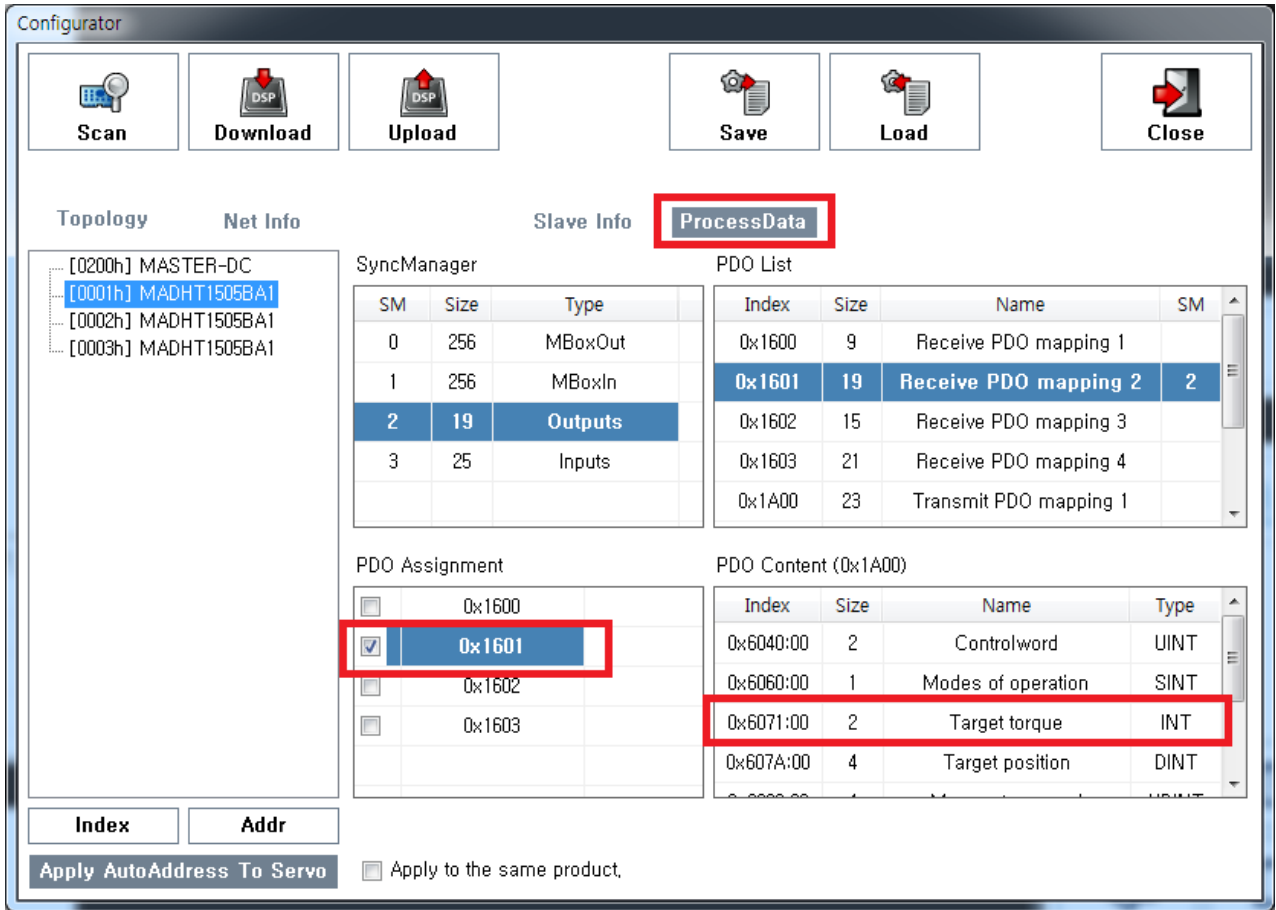 Configurator
Scan Download Upload Save Load Close
Topology Net Info Slave Info ProcessData
[0200h] MASTER-DC
[0001h] MADHT1505BA1
[0002h] MADHT1505BA1
[0003h] MADHT1505BA1
SyncManager
SM Size Type
0 256 MBoxOut
1 256 MBoxIn
2 19 Outputs
3 25 Inputs
PDO List
Index Size Name SM
0x1600 9 Receive PDO mapping 1
0x1601 19 Receive PDO mapping 2 2
0x1602 15 Receive PDO mapping 3
0x1603 21 Receive PDO mapping 4
0x1A00 23 Transmit PDO mapping 1
PDO Assignment
0x1600
0x1601
0x1602
0x1603
PDO Content (0x1A00)
Index Size Name Type
0x6040:00 2 Controlword UINT
0x6060:00 1 Modes of operation SINT
0x6071:00 2 Target torque INT
0x607A:00 4 Target position DINT
Index Addr
Apply AutoAddress To Servo
Apply to the same product,